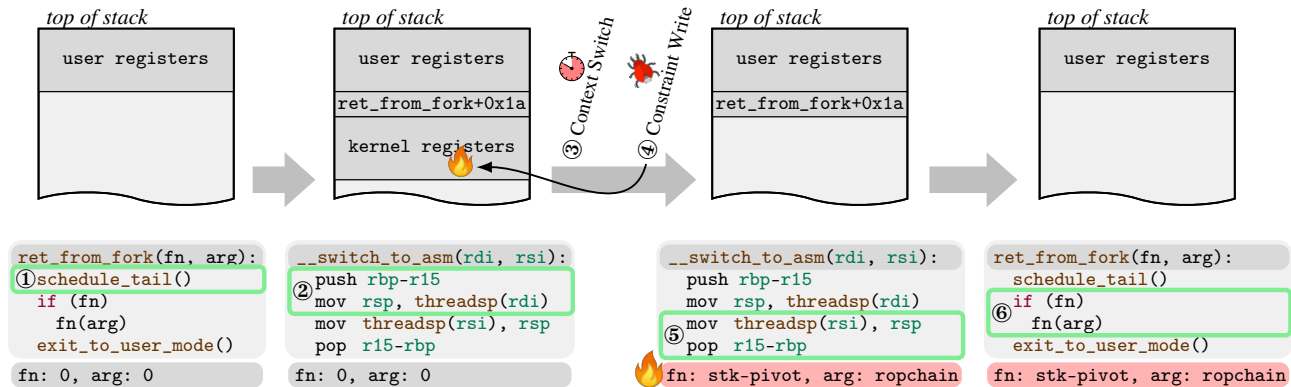 top of stack
user registers
top of stack
user registers
ret_from_fork+0x1a
kernel registers
③ Context Switch
④ Constraint Write
top of stack
user registers
ret_from_fork+0x1a
top of stack
user registers
ret_from_fork(fn, arg):
①schedule_tail()
if (fn)
fn(arg)
exit_to_user_mode()
fn: 0, arg: 0
__switch_to_asm(rdi, rsi):
② push rbp-r15
mov rsp, threadsp(rdi)
mov threadsp(rsi), rsp
pop r15-rbp
fn: 0, arg: 0
__switch_to_asm(rdi, rsi):
push rbp-r15
mov rsp, threadsp(rdi)
⑤ mov threadsp(rsi), rsp
pop r15-rbp
fn: stk-pivot, arg: ropchain
ret_from_fork(fn, arg):
schedule_tail()
⑥ if (fn)
fn(arg)
exit_to_user_mode()
fn: stk-pivot, arg: ropchain